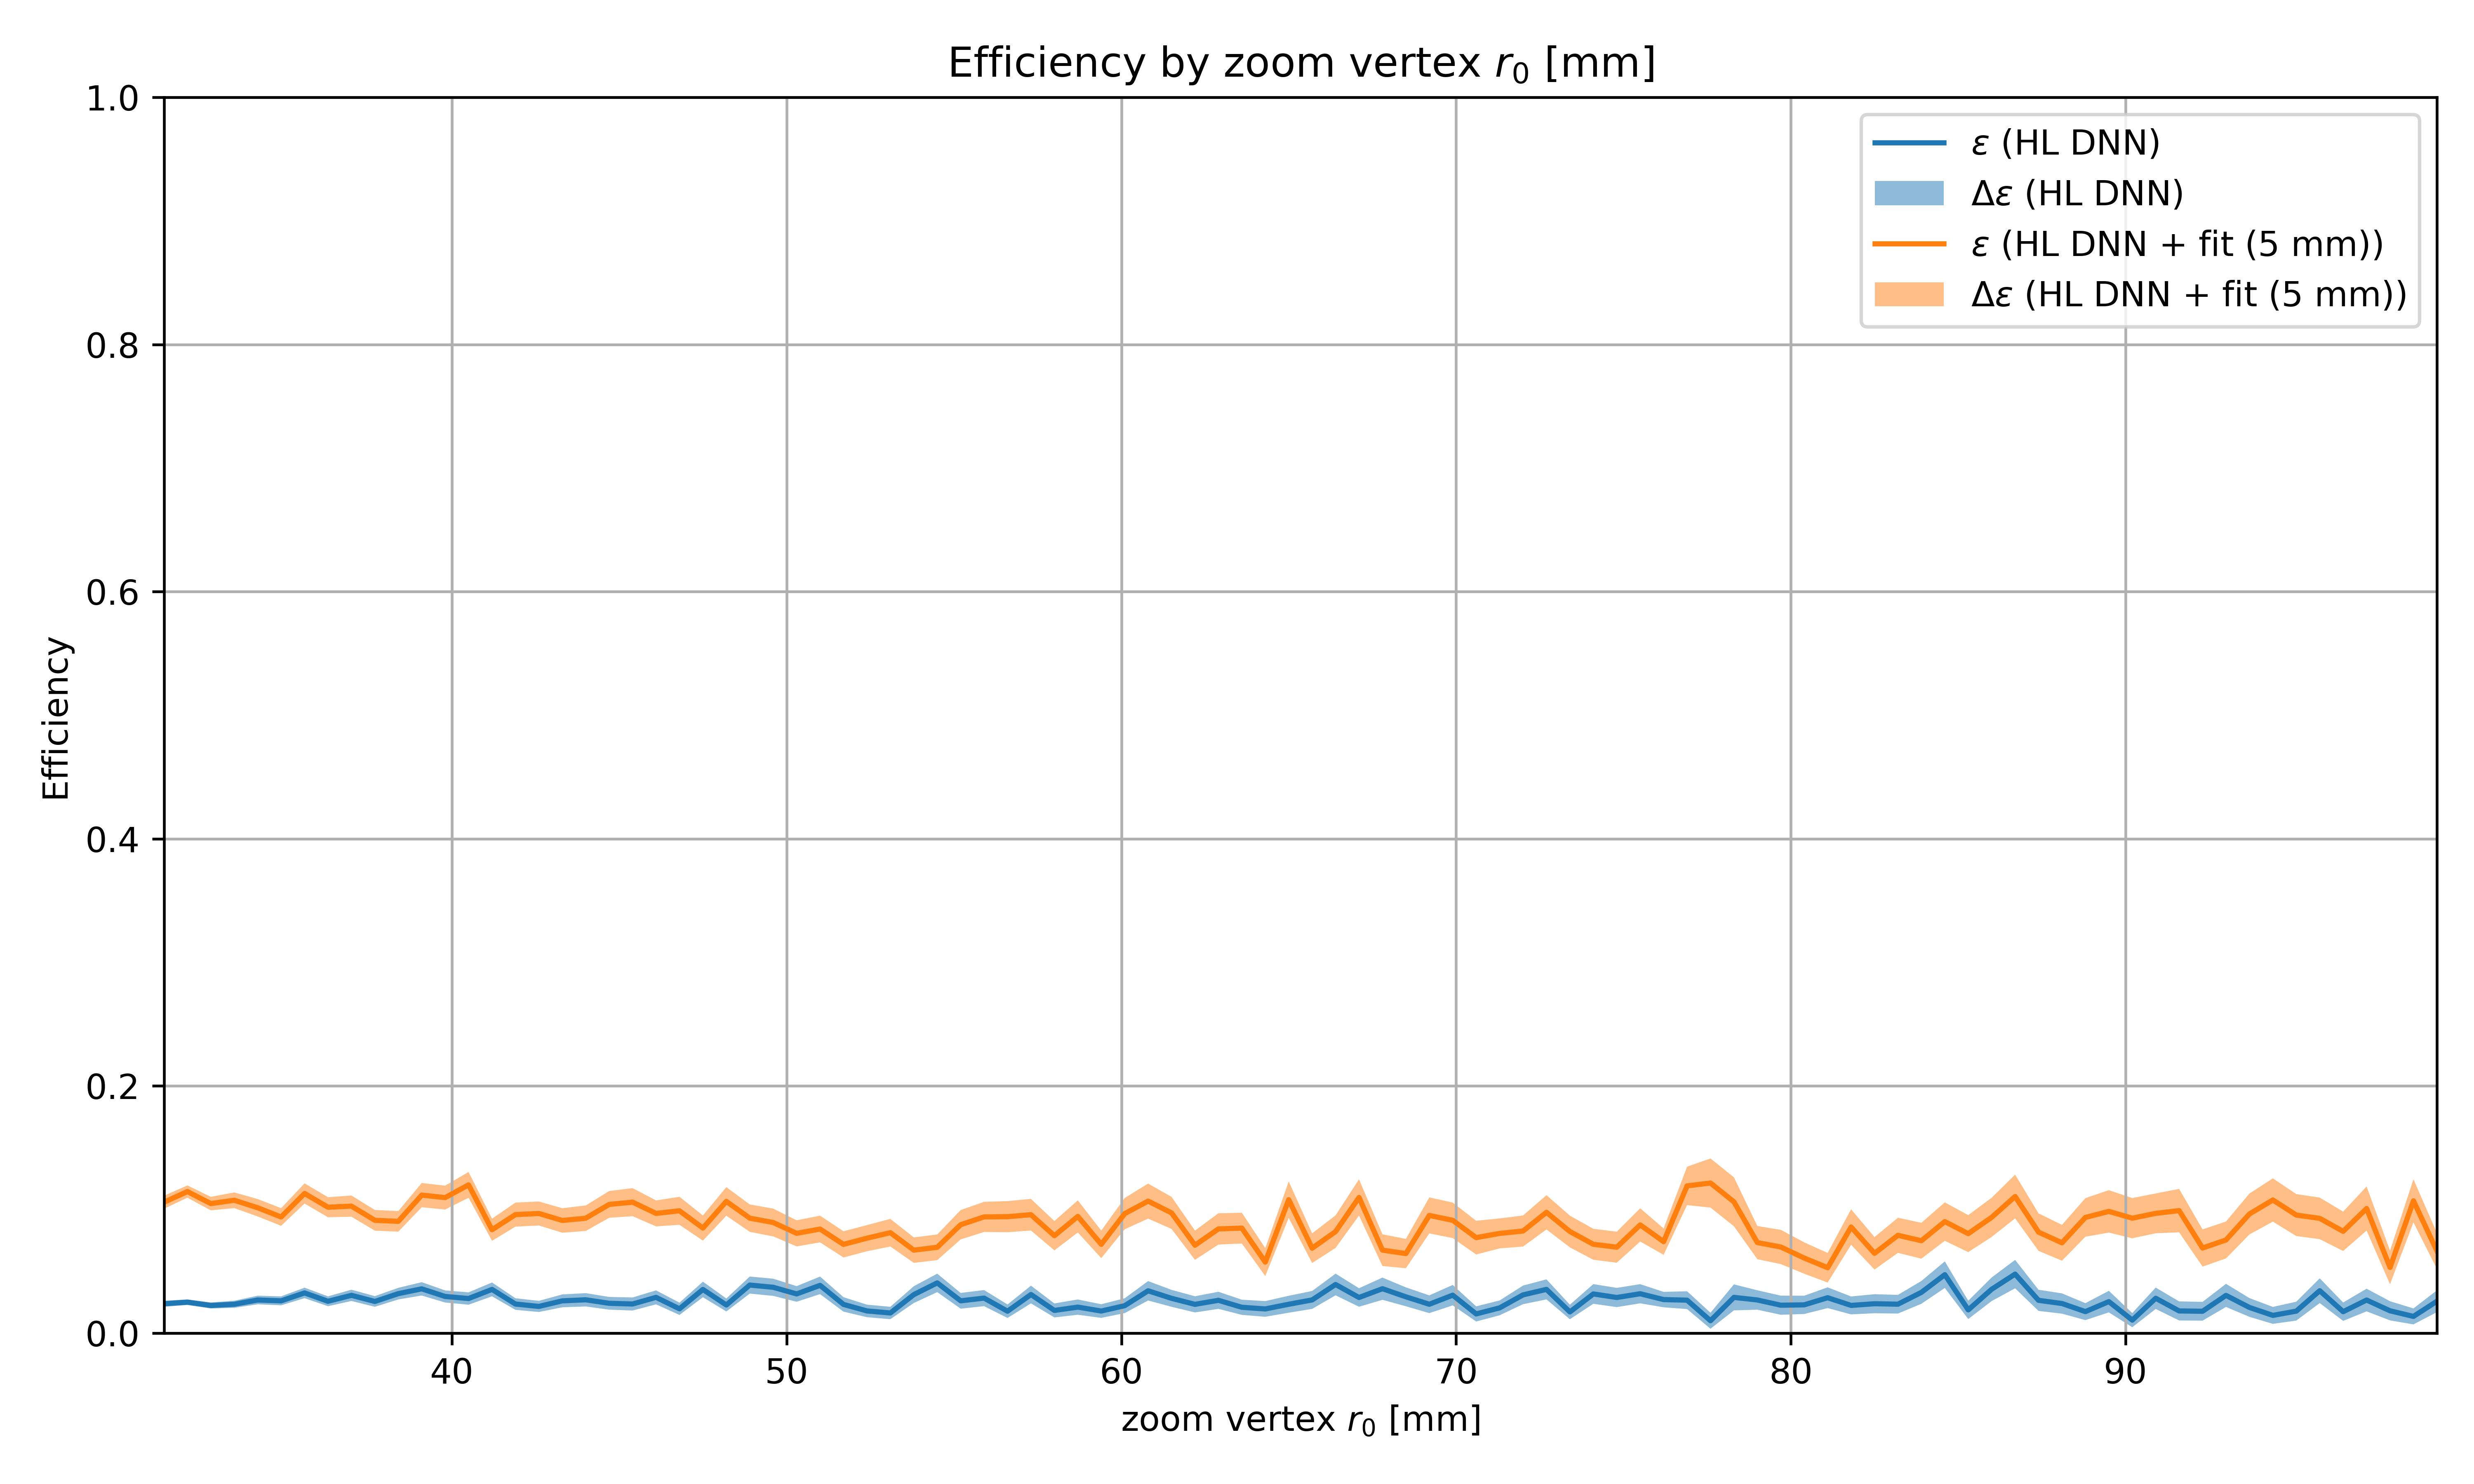 Efficiency by zoom vertex r₀ [mm]
1.0
0.8
0.6
0.4
0.2
0.0
Efficiency
ε (HL DNN)
Δε (HL DNN)
ε (HL DNN + fit (5 mm))
Δε (HL DNN + fit (5 mm))
40 50 60 70 80 90
zoom vertex r₀ [mm]